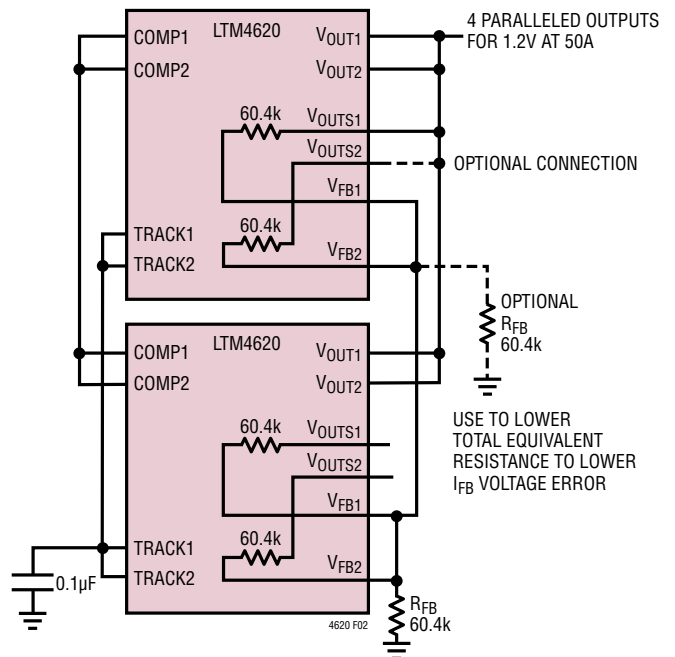 4 PARALLELED OUTPUTS
FOR 1.2V AT 50A
COMP1
LTM4620
VOUT1
COMP2
VOUT2
60.4k
VOUTS1
VOUTS2
OPTIONAL CONNECTION
VFB1
60.4k
TRACK1
VFB2
TRACK2
OPTIONAL
RFB
60.4k
COMP1
LTM4620
VOUT1
COMP2
VOUT2
USE TO LOWER
TOTAL EQUIVALENT
RESISTANCE TO LOWER
IFB VOLTAGE ERROR
60.4k
VOUTS1
VOUTS2
VFB1
60.4k
TRACK1
VFB2
TRACK2
0.1µF
RFB
60.4k
4620 F02